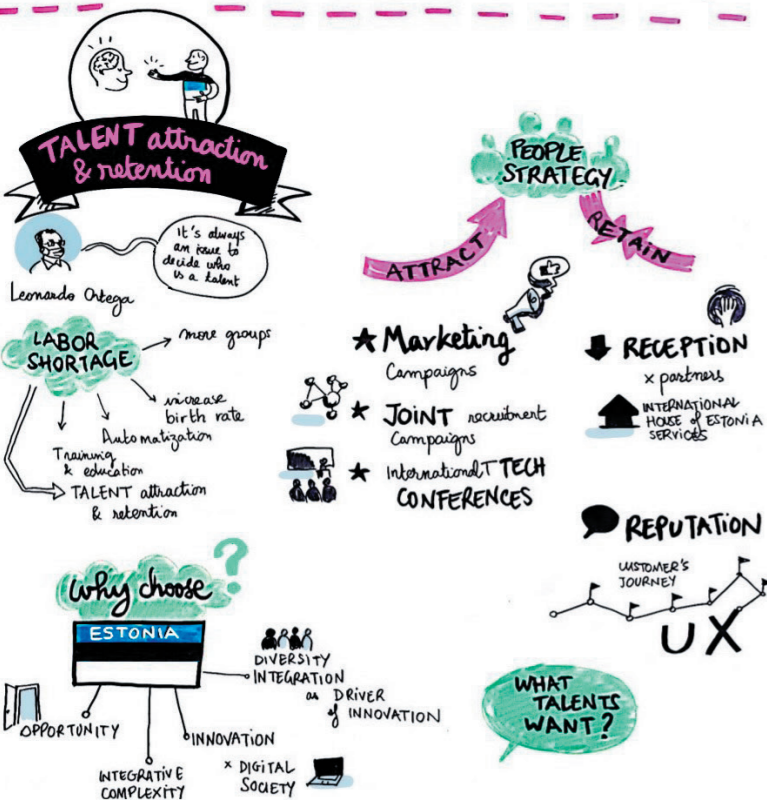 TALENT attraction
& retention
It's always
an issue to
decide who
is a talent
Leonardo Ortega
LABOR
SHORTAGE
more groups
increase
birth rate
Automatization
Training
& education
TALENT attraction
& retention
PEOPLE
STRATEGY
ATTRACT
RETAIN
Marketing
Campaigns
JOINT recruitment
Campaigns
International T TECH
CONFERENCES
RECEPTION
x partners
INTERNATIONAL
HOUSE of ESTONIA
SERVICES
REPUTATION
CUSTOMER'S
JOURNEY
UX
Why choose ?
ESTONIA
DIVERSITY
INTEGRATION
as DRIVER
of INNOVATION
OPPORTUNITY
INNOVATION
x DIGITAL
SOCIETY
INTEGRATIVE
COMPLEXITY
WHAT
TALENTS
WANT?